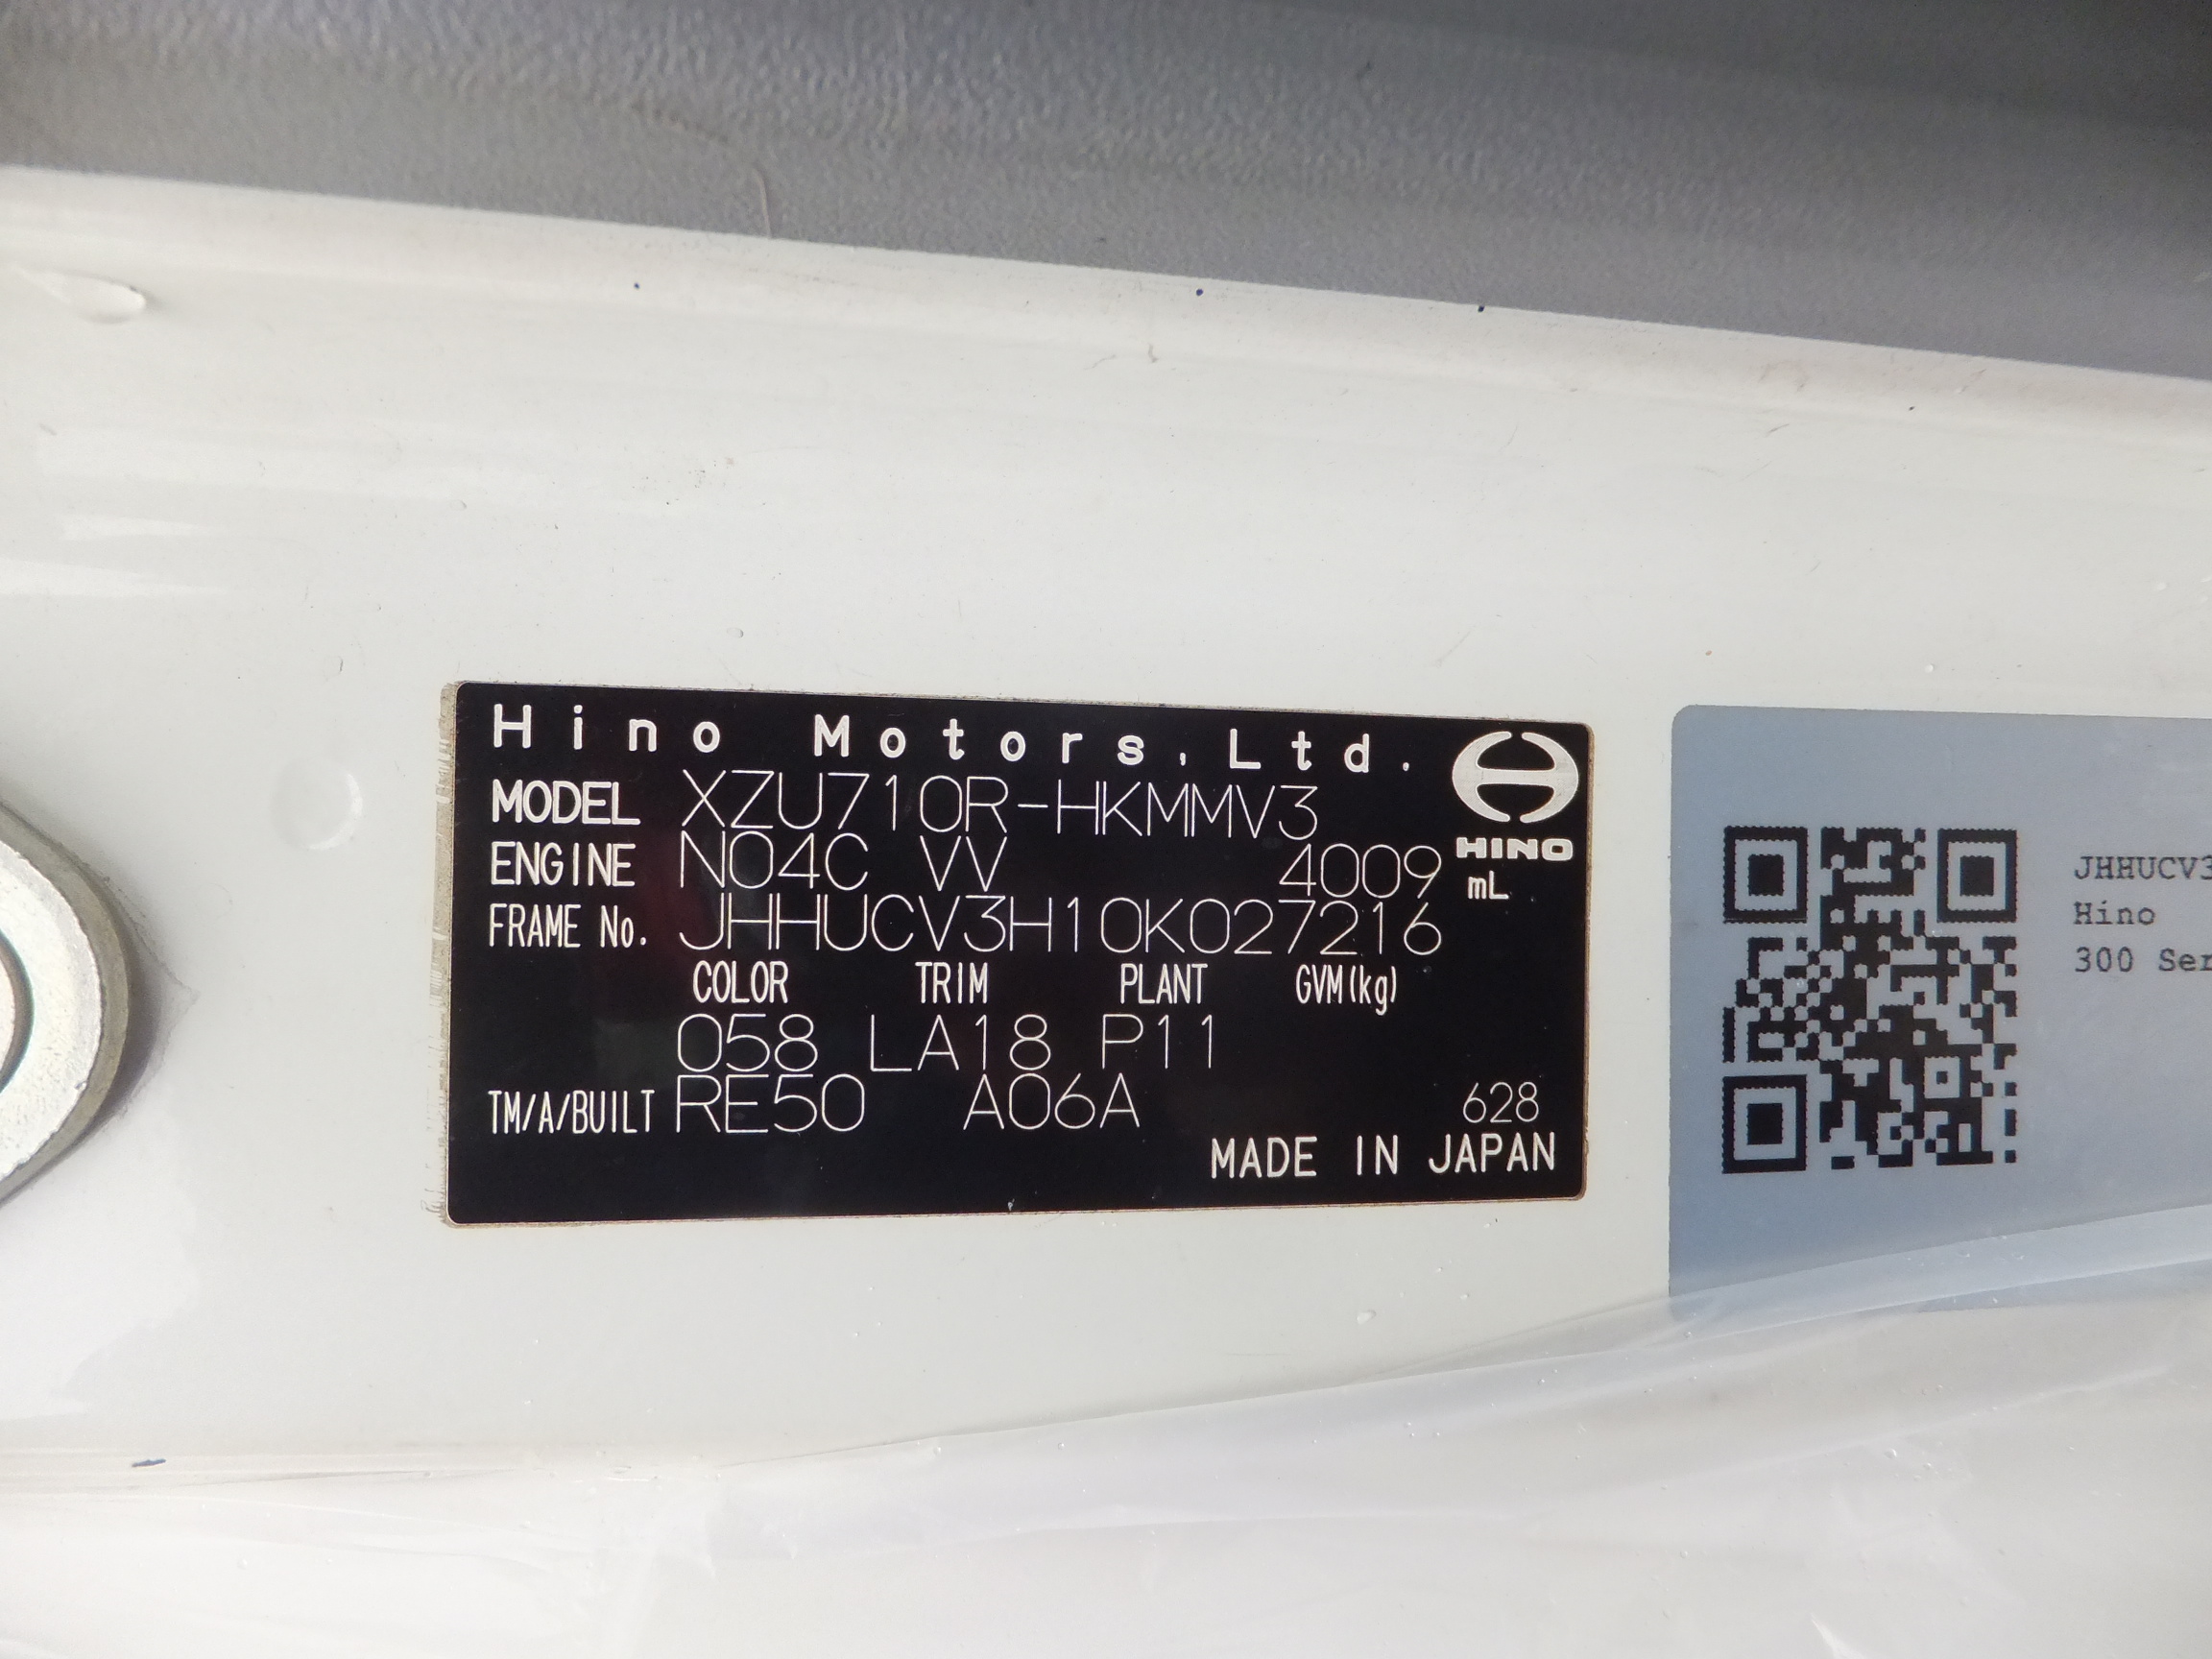 Hino Motors, Ltd.
HINO
MODEL XZU710R-HKMMV3
ENGINE N04C VV 4009 mL
FRAME No. JHHUCV3H10K027216
COLOR TRIM PLANT GVM(kg)
058 LA18 P11
TM/A/BUILT RE50 A06A 628
MADE IN JAPAN
JHHUCV3
Hino
300 Ser